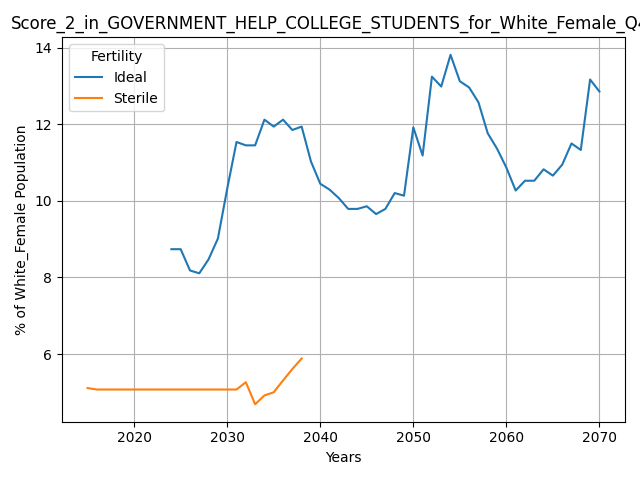 Score_2_in_GOVERNMENT_HELP_COLLEGE_STUDENTS_for_White_Female_Q4
Fertility
Ideal
Sterile
14
12
10
8
6
% of White_Female Population
2020 2030 2040 2050 2060 2070
Years